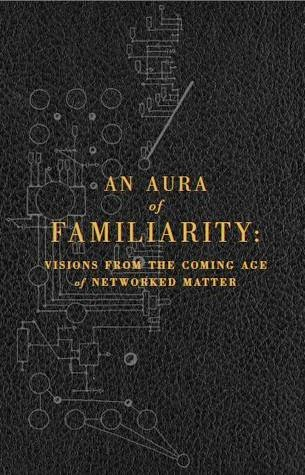 AN AURA
of
FAMILIARITY:
VISIONS FROM THE COMING AGE
of NETWORKED MATTER